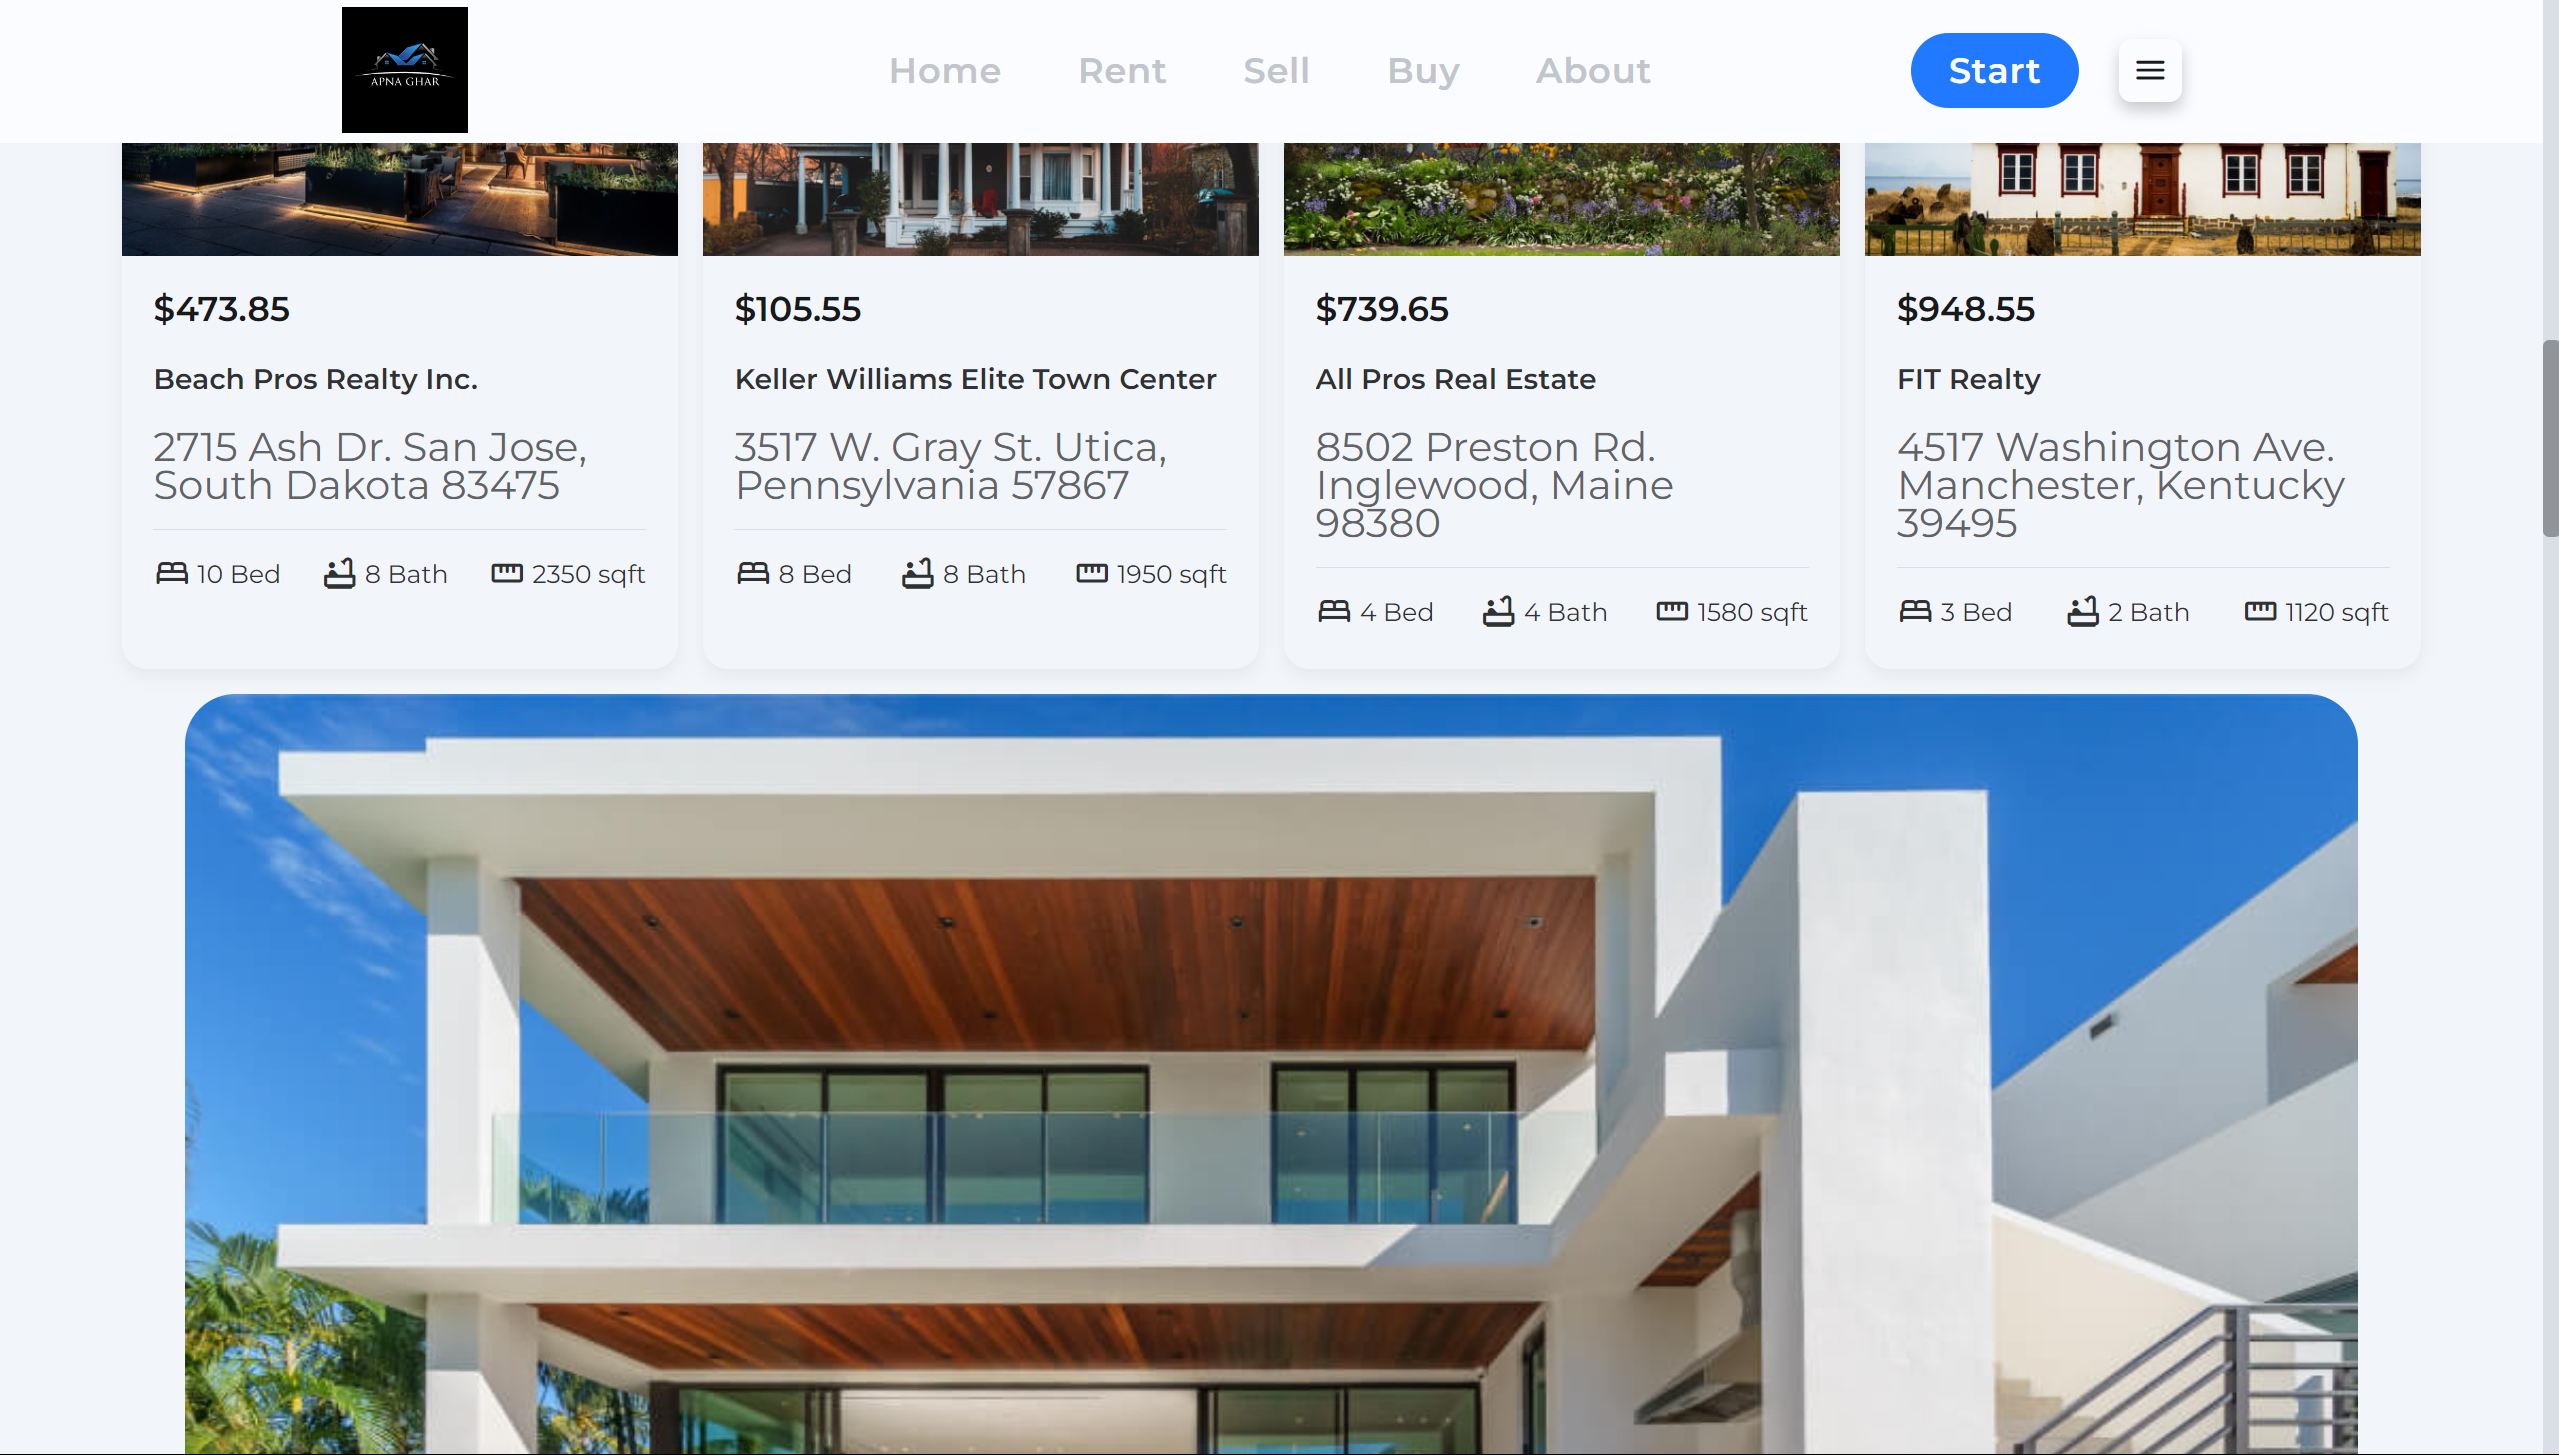 APNA GHAR
Home Rent Sell Buy About Start
$473.85
Beach Pros Realty Inc.
2715 Ash Dr. San Jose,
South Dakota 83475
10 Bed 8 Bath 2350 sqft
$105.55
Keller Williams Elite Town Center
3517 W. Gray St. Utica,
Pennsylvania 57867
8 Bed 8 Bath 1950 sqft
$739.65
All Pros Real Estate
8502 Preston Rd.
Inglewood, Maine
98380
4 Bed 4 Bath 1580 sqft
$948.55
FIT Realty
4517 Washington Ave.
Manchester, Kentucky
39495
3 Bed 2 Bath 1120 sqft